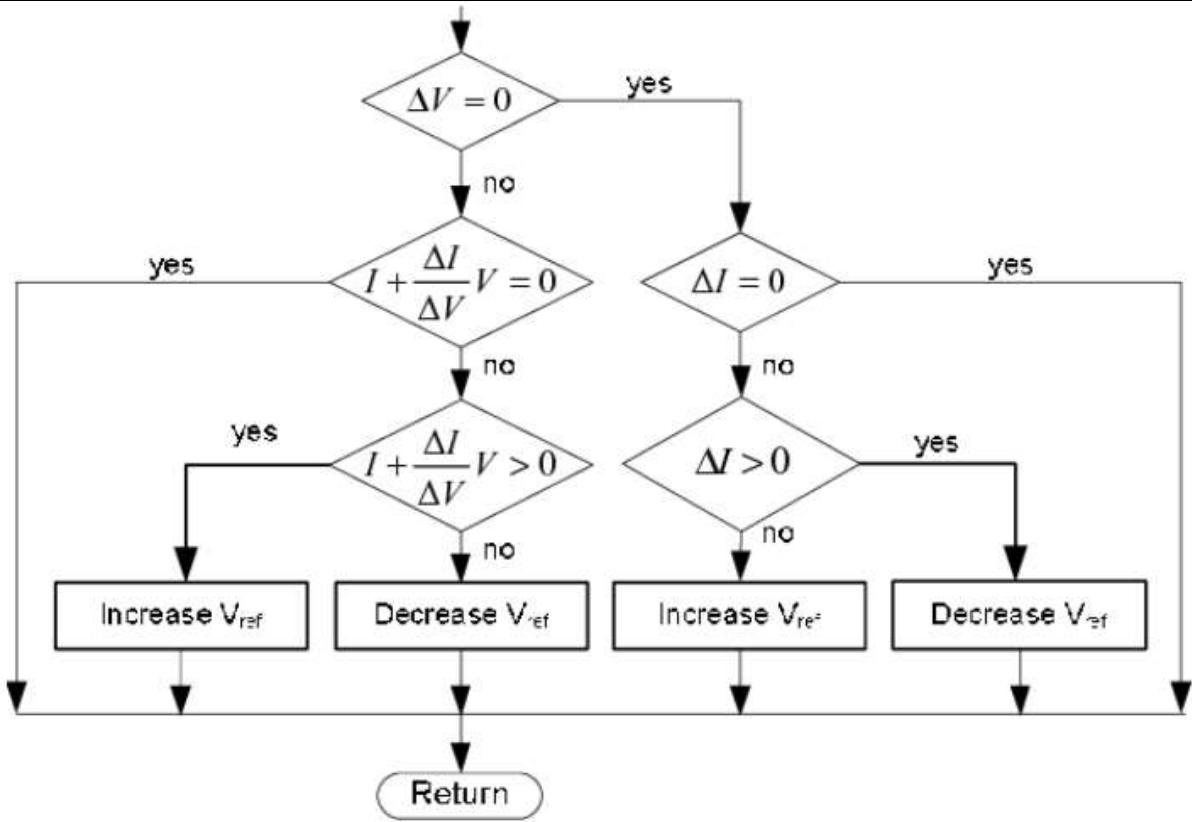 ΔV = 0
yes
no
yes
I + ΔI/ΔV V = 0
ΔI = 0
yes
no
no
yes
I + ΔI/ΔV V > 0
ΔI > 0
yes
no
no
Increase Vref
Decrease Vref
Increase Vref
Decrease Vref
Return